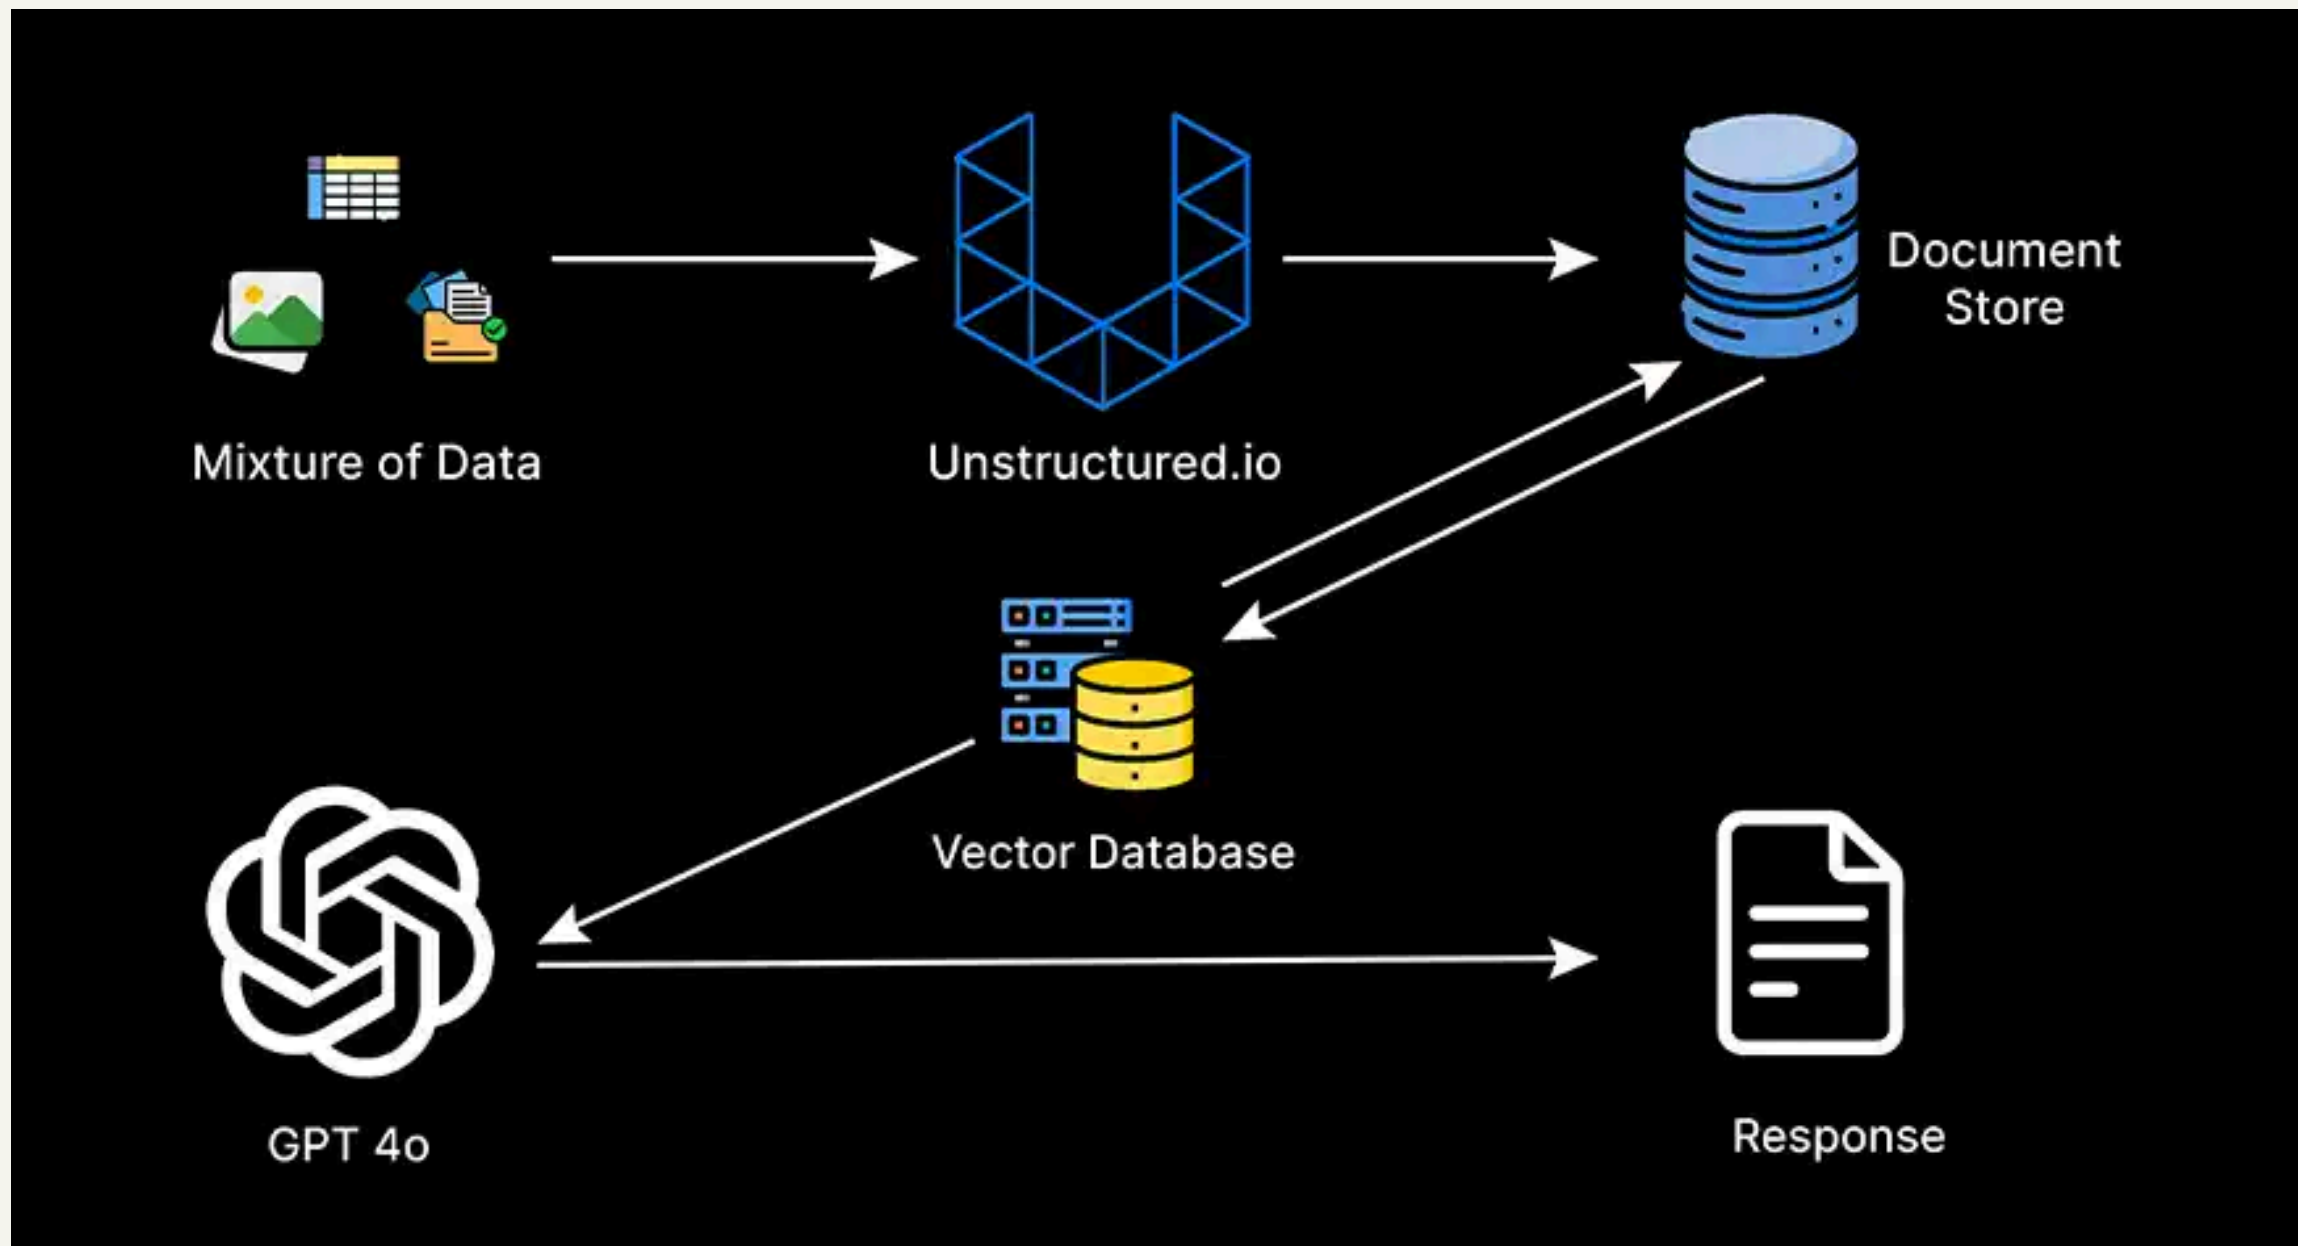 Document
Store
Mixture of Data
Unstructured.io
Vector Database
GPT 4o
Response